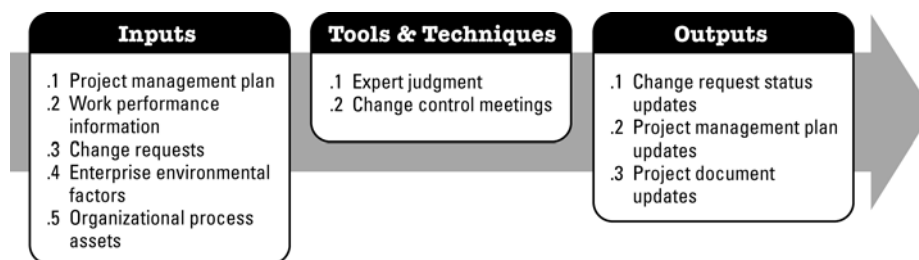 Inputs
.1 Project management plan
.2 Work performance
information
.3 Change requests
.4 Enterprise environmental
factors
.5 Organizational process
assets
Tools & Techniques
.1 Expert judgment
.2 Change control meetings
Outputs
.1 Change request status
updates
.2 Project management plan
updates
.3 Project document
updates